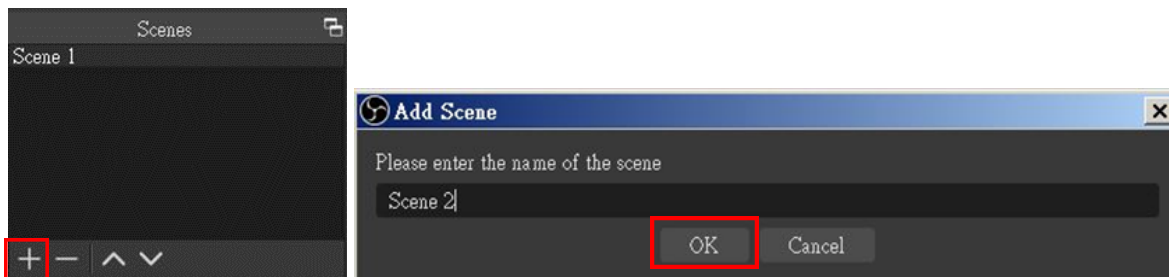 Scenes
Scene 1
Add Scene
Please enter the name of the scene
Scene 2
OK
Cancel